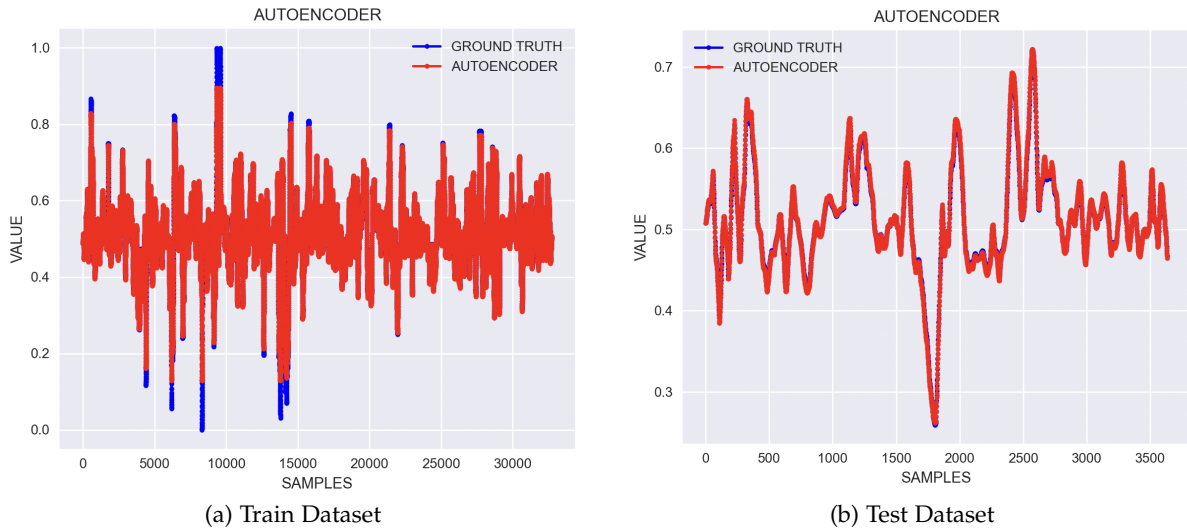 AUTOENCODER
GROUND TRUTH
AUTOENCODER
VALUE
1.0
0.8
0.6
0.4
0.2
0.0
0 5000 10000 15000 20000 25000 30000
SAMPLES
(a) Train Dataset
AUTOENCODER
GROUND TRUTH
AUTOENCODER
VALUE
0.7
0.6
0.5
0.4
0.3
0 500 1000 1500 2000 2500 3000 3500
SAMPLES
(b) Test Dataset